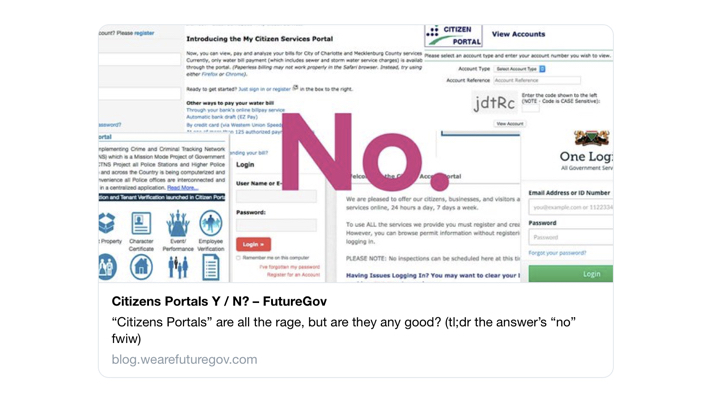 count? Please register
Introducing the My Citizen Services Portal
Now, you can view, pay and analyze your bills for City of Charlotte and Mecklenburg County services
Currently, only water bill payment (which includes sewer and storm water service charges) is availab
through the portal. (Paperless billing may not work properly in the Safari browser. Instead, try using
either Firefox or Chrome).
Ready to get started? Just sign in or register in the box to the right.
Other ways to pay your water bill
Through your bank's online billpay service
Automatic bank draft (EZ Pay)
By credit card (via Western Union Speed
125 authorized paym
nding your bill?
CITIZEN
PORTAL
View Accounts
Please select an account type and enter your account number you wish to view.
Account Type Select Account Type
Account Reference Account Reference
jdtRc
Enter the code shown to the left
(NOTE - Code is CASE Sensitive):
View Account
No.
ssword?
ortal
mplementing Crime and Criminal Tracking Network
NS) which is a Mission Mode Project of Government
TNS Project all Police Stations and Higher Police
and across the Country is being computerized and
nvenience all Police offices are interconnected and
in a centralized application. Read More...
tion and Tenant Verification launched in Citizen Porta
Property
Character
Certificate
Event/
Performance
Employee
Verification
Login
User Name or E-
Password:
Login »
Remember me on this computer
I've forgotten my password
Register for an Account
Access Portal
We are pleased to offer our citizens, businesses, and visitors a
services online, 24 hours a day, 7 days a week.
To use ALL the services we provide you must register and crea
However, you can browse permit information without registeri
logging in.
PLEASE NOTE: No inspections can be scheduled here at this ti
Having Issues Logging In? You may want to clear your
One Log
All Government Serv
Email Address or ID Number
you@example.com or 1122334
Password
Password
Forgot your password?
Login
Citizens Portals Y / N? – FutureGov
“Citizens Portals” are all the rage, but are they any good? (tl;dr the answer’s “no”
fwiw)
blog.wearefuturegov.com